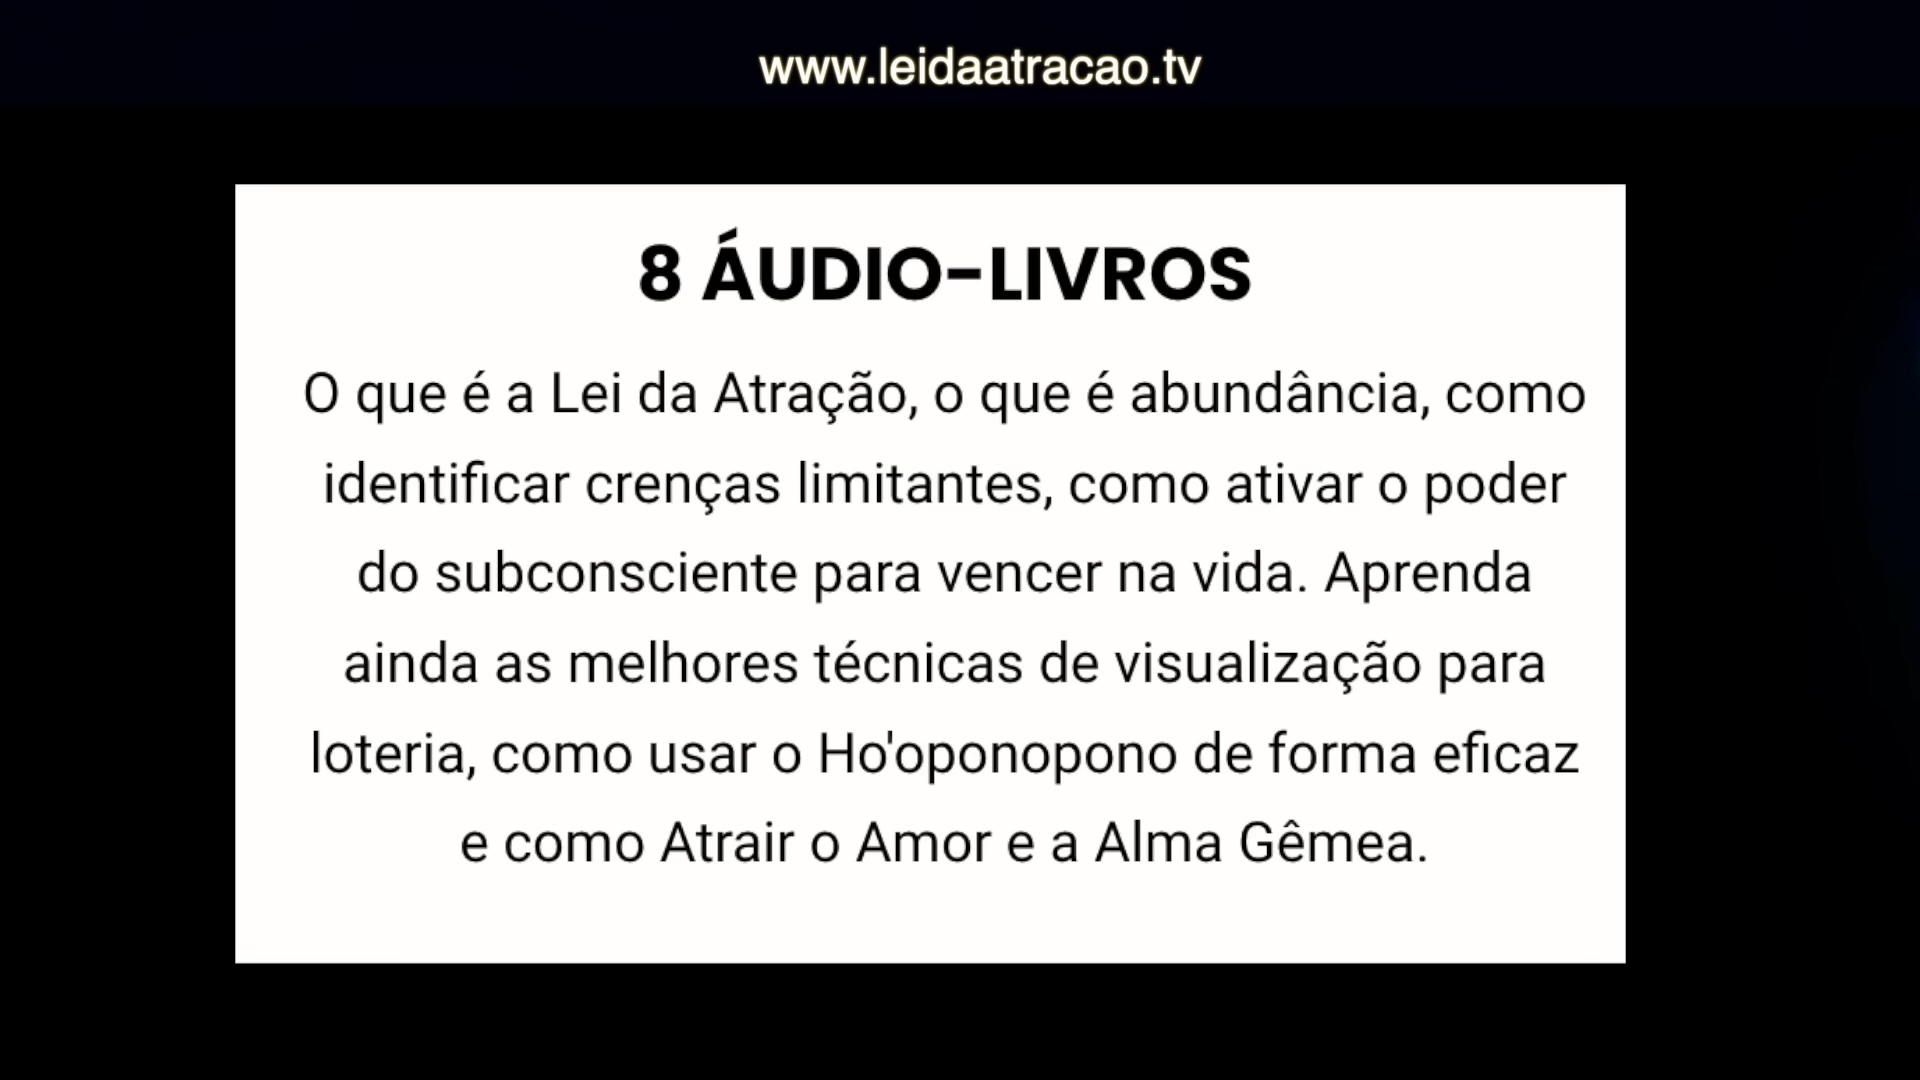 www.leidaatracao.tv
8 ÁUDIO-LIVROS
O que é a Lei da Atração, o que é abundância, como
identificar crenças limitantes, como ativar o poder
do subconsciente para vencer na vida. Aprenda
ainda as melhores técnicas de visualização para
loteria, como usar o Ho'oponopono de forma eficaz
e como Atrair o Amor e a Alma Gêmea.